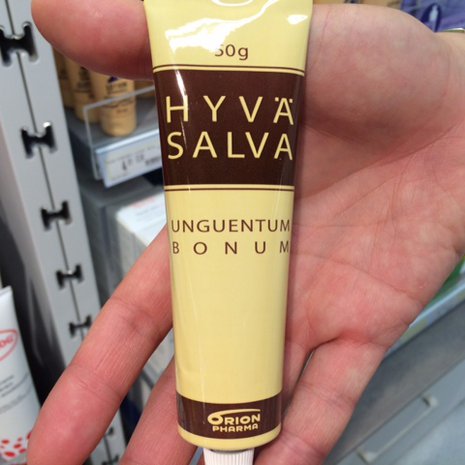 50g
HYVÄ
SALVA
UNGUENTUM
BONUM
ORION
PHARMA